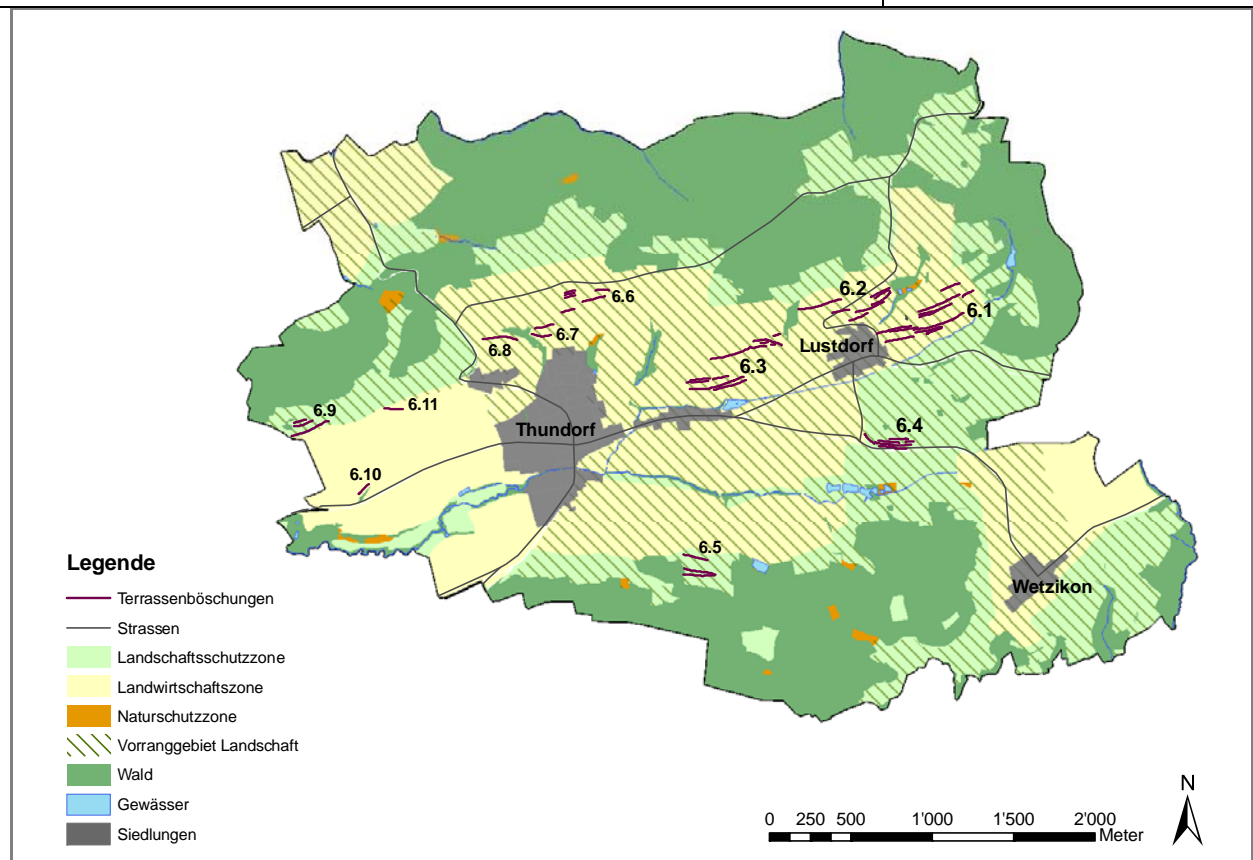 6.2
6.1
6.6
6.7
6.8
Lustdorf
6.3
6.11
6.9
Thundorf
6.4
6.10
6.5
Wetzikon
Legende
Terrassenböschungen
Strassen
Landschaftsschutzzone
Landwirtschaftszone
Naturschutzzone
Vorranggebiet Landschaft
Wald
Gewässer
Siedlungen
N
0 250 500 1'000 1'500 2'000
Meter